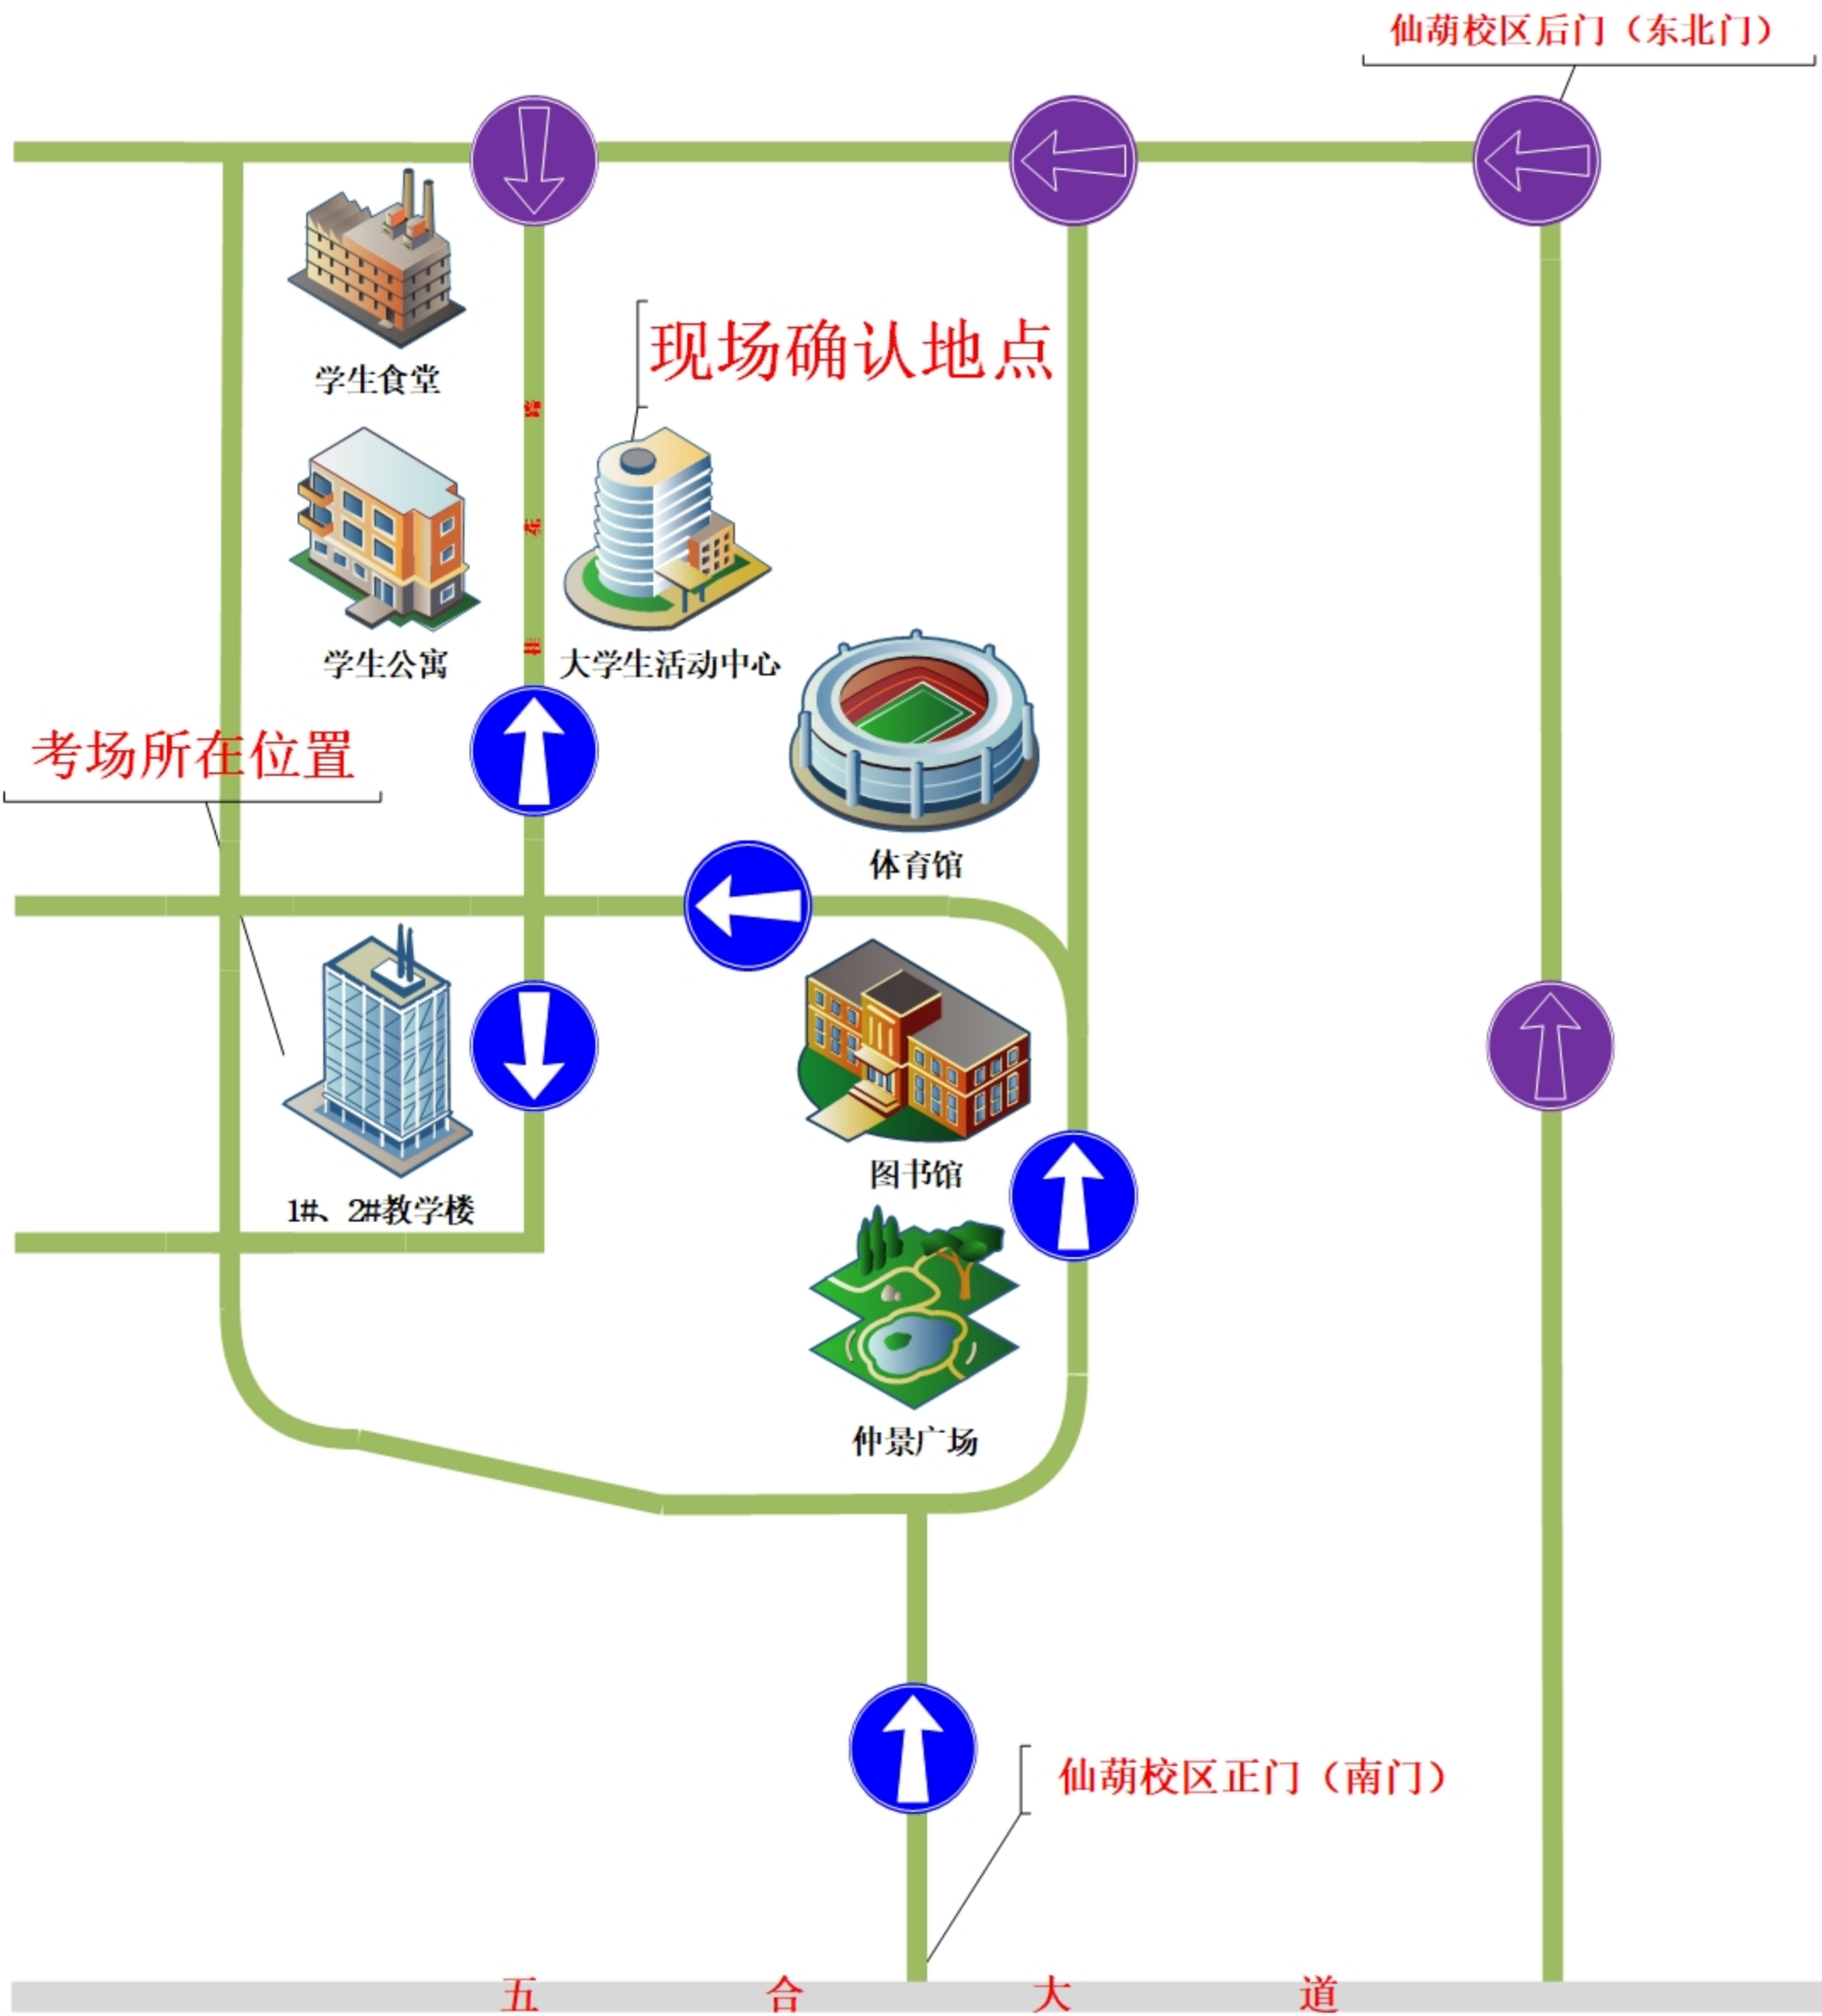 仙葫校区后门（东北门）
现场确认地点
学生食堂
学生公寓
大学生活动中心
考场所在位置
体育馆
图书馆
1#、2#教学楼
仲景广场
仙葫校区正门（南门）
五合大道